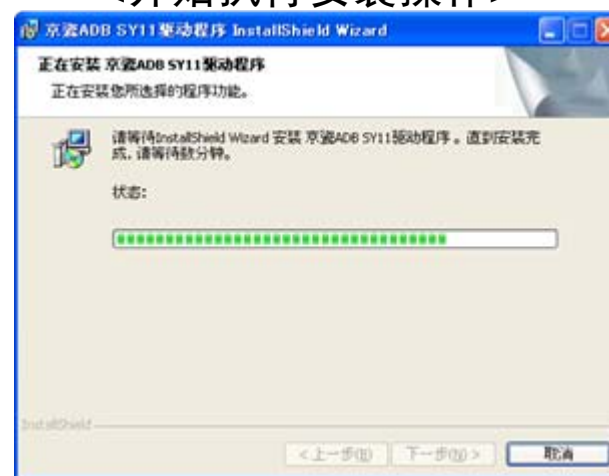 <开始执行安装操作>
京瓷ADB SY11驱动程序 InstallShield Wizard
正在安装 京瓷ADB SY11驱动程序
正在安装您所选择的程序功能。
请等待InstallShield Wizard 安装 京瓷ADB SY11驱动程序。直到安装完
成,请等待数分钟。
状态:
InstallShield
<上一步(B) 下一步(N)> 取消